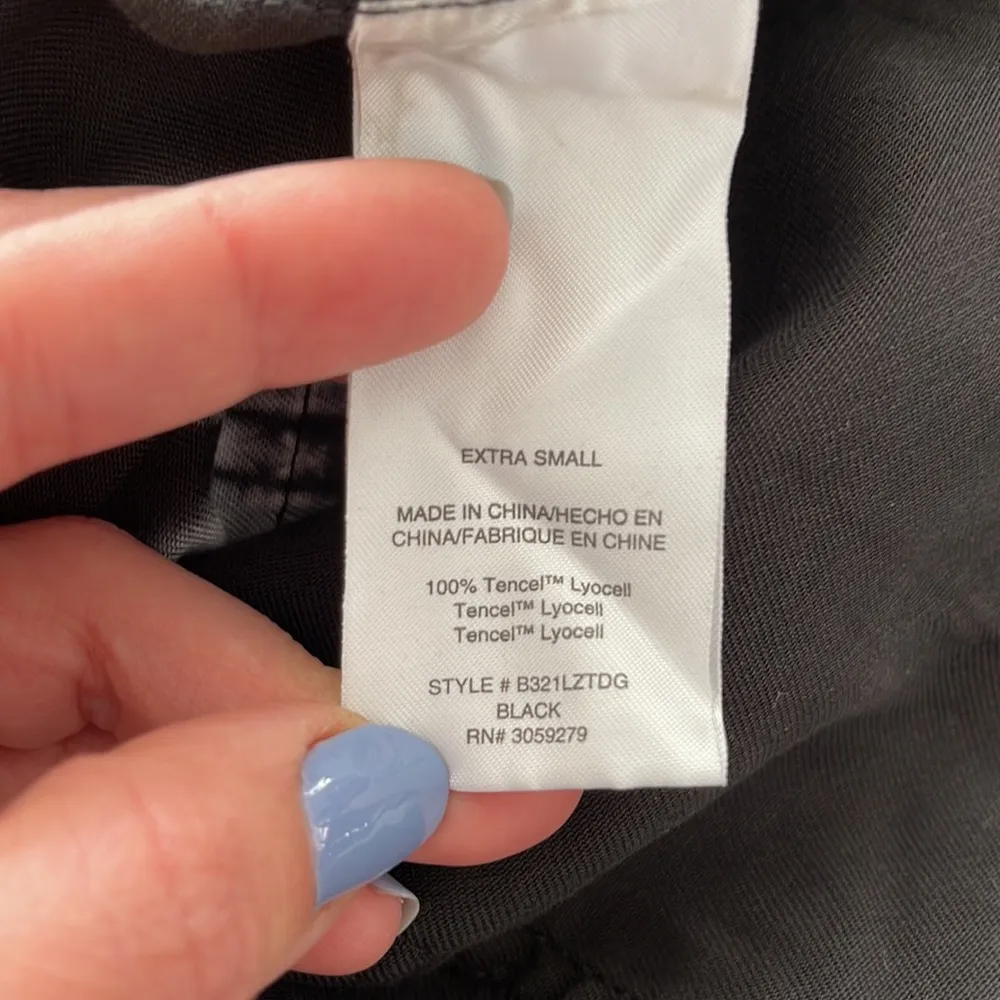 EXTRA SMALL
MADE IN CHINA/HECHO EN
CHINA/FABRIQUE EN CHINE
100% Tencel™ Lyocell
Tencel™ Lyocell
Tencel™ Lyocell
STYLE # B321LZTDG
BLACK
RN# 3059279